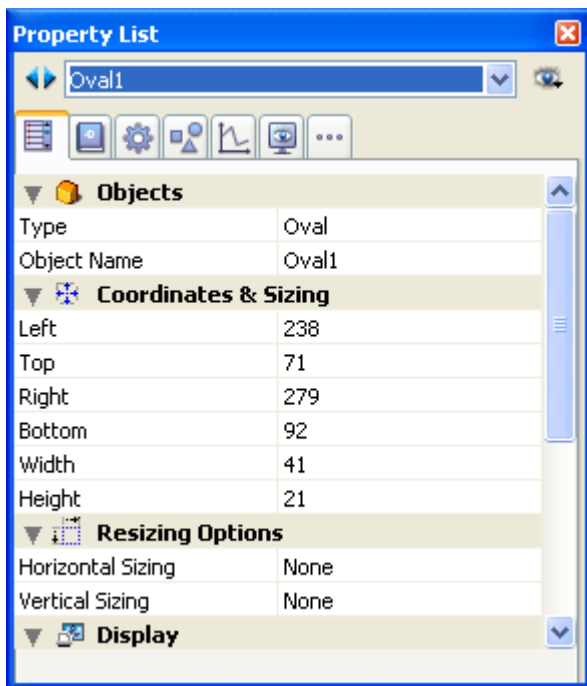 Property List
Oval1
Objects
Type Oval
Object Name Oval1
Coordinates & Sizing
Left 238
Top 71
Right 279
Bottom 92
Width 41
Height 21
Resizing Options
Horizontal Sizing None
Vertical Sizing None
Display